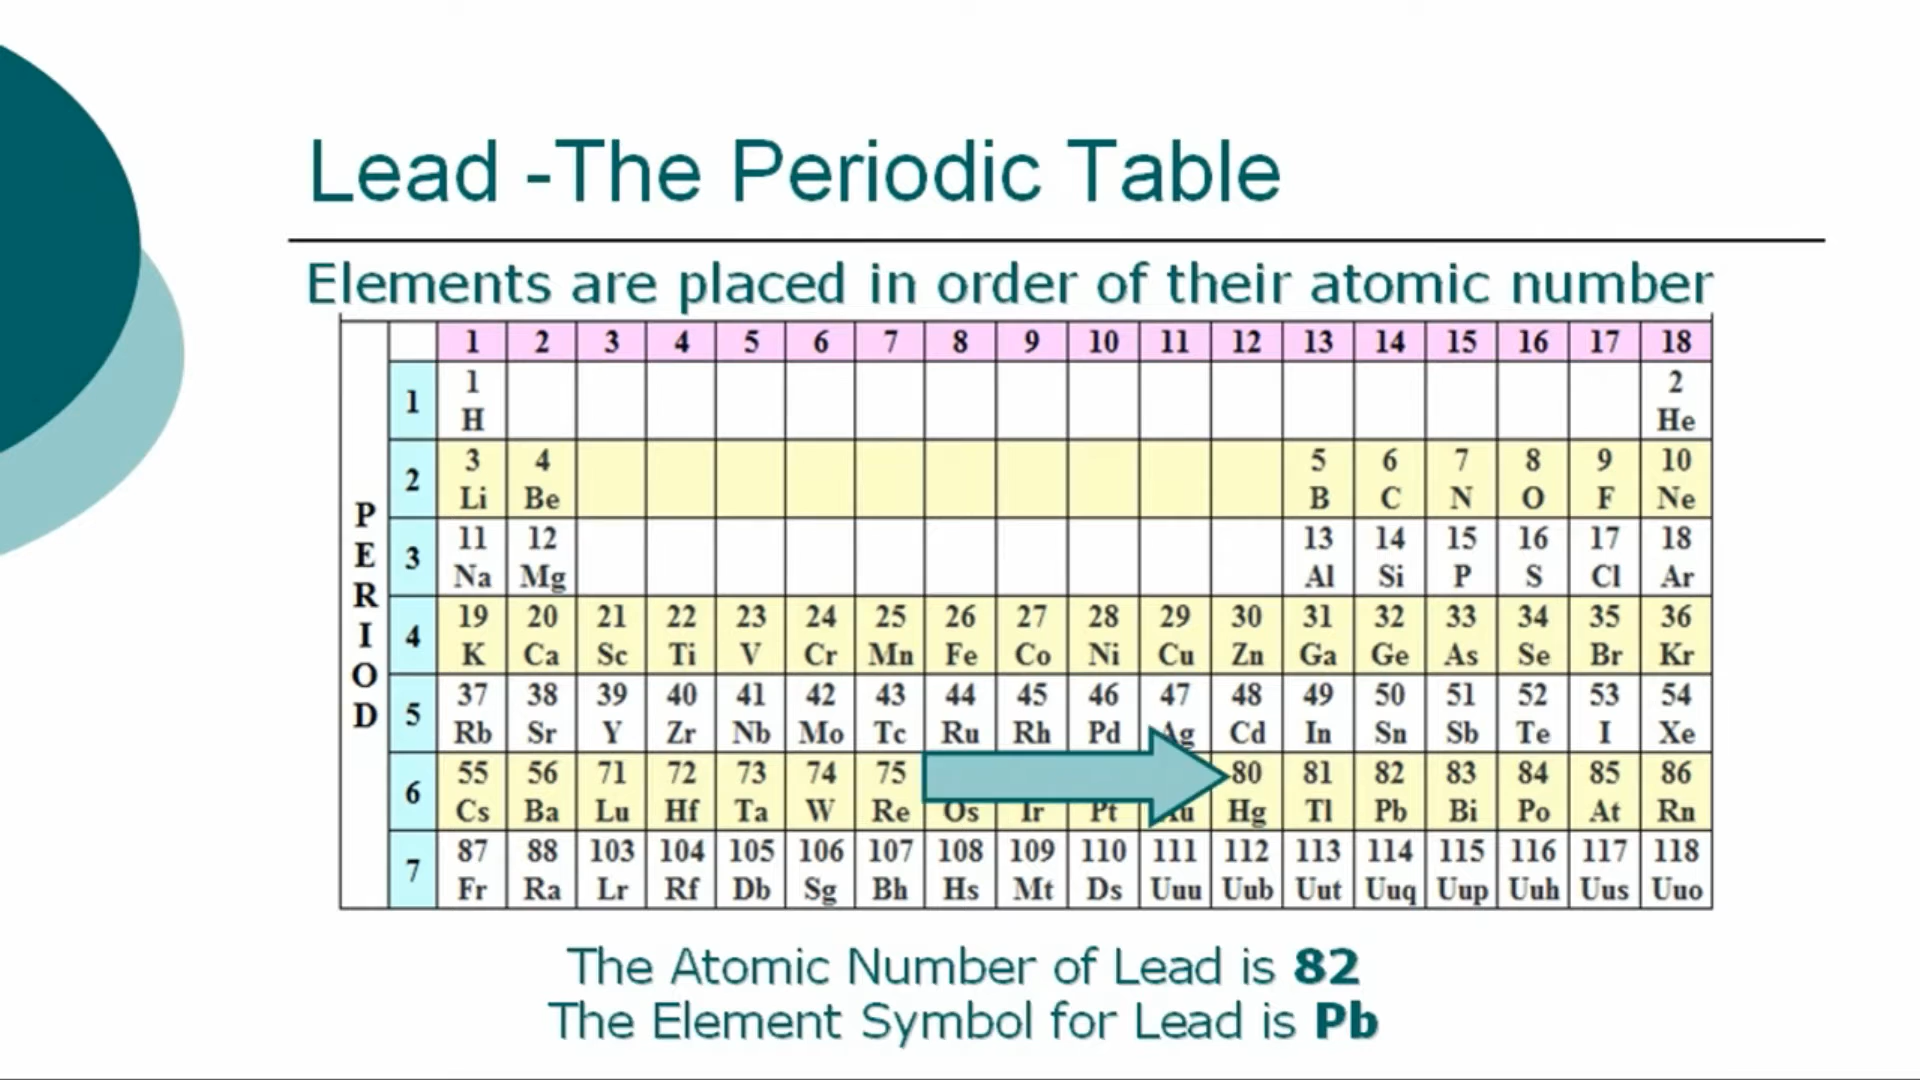 Lead -The Periodic Table
Elements are placed in order of their atomic number
1 2 3 4 5 6 7 8 9 10 11 12 13 14 15 16 17 18
PERIOD
1
1 2
H He
2
3 4 5 6 7 8 9 10
Li Be B C N O F Ne
3
11 12 13 14 15 16 17 18
Na Mg Al Si P S Cl Ar
4
19 20 21 22 23 24 25 26 27 28 29 30 31 32 33 34 35 36
K Ca Sc Ti V Cr Mn Fe Co Ni Cu Zn Ga Ge As Se Br Kr
5
37 38 39 40 41 42 43 44 45 46 47 48 49 50 51 52 53 54
Rb Sr Y Zr Nb Mo Tc Ru Rh Pd Ag Cd In Sn Sb Te I Xe
6
55 56 71 72 73 74 75 80 81 82 83 84 85 86
Cs Ba Lu Hf Ta W Re Os Ir Pt Hg Tl Pb Bi Po At Rn
7
87 88 103 104 105 106 107 108 109 110 111 112 113 114 115 116 117 118
Fr Ra Lr Rf Db Sg Bh Hs Mt Ds Uuu Uub Uut Uuq Uup Uuh Uus Uuo
The Atomic Number of Lead is 82
The Element Symbol for Lead is Pb